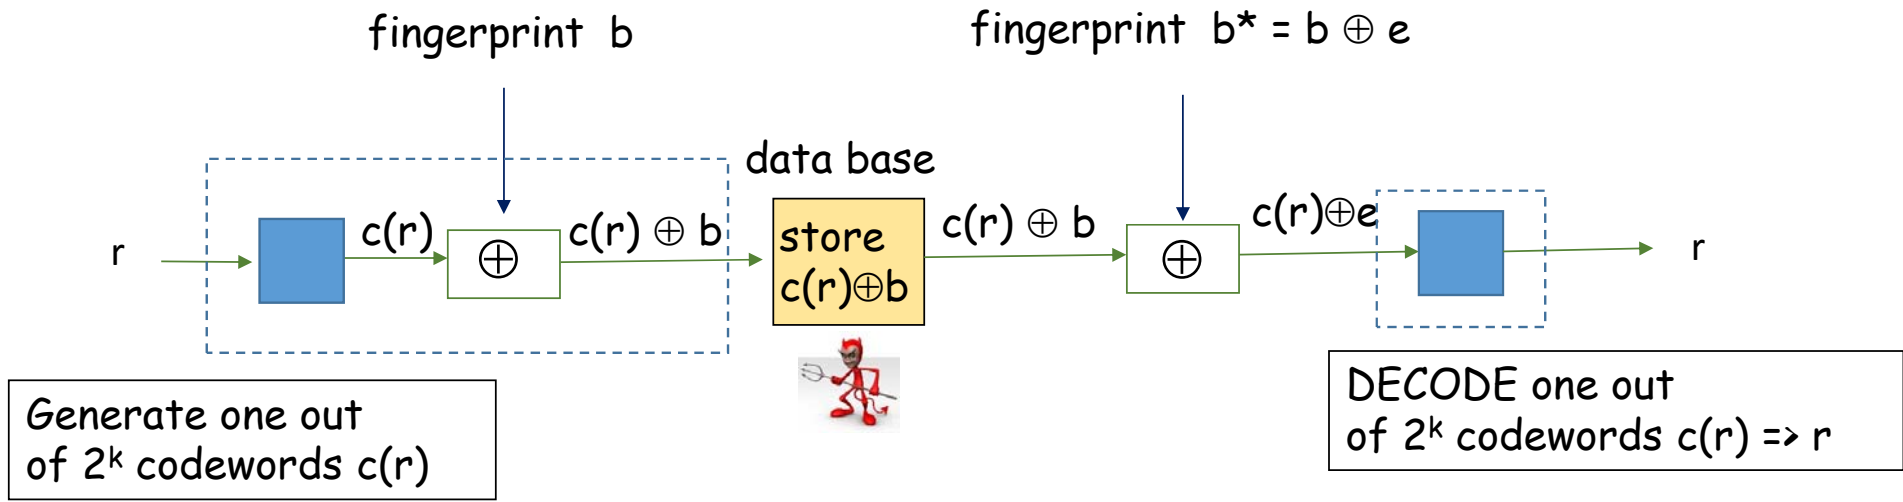 fingerprint b
fingerprint b* = b ⊕ e
data base
r
c(r)
⊕
c(r) ⊕ b
store
c(r)⊕b
c(r) ⊕ b
⊕
c(r)⊕e
r
Generate one out
of 2ᵏ codewords c(r)
DECODE one out
of 2ᵏ codewords c(r) => r